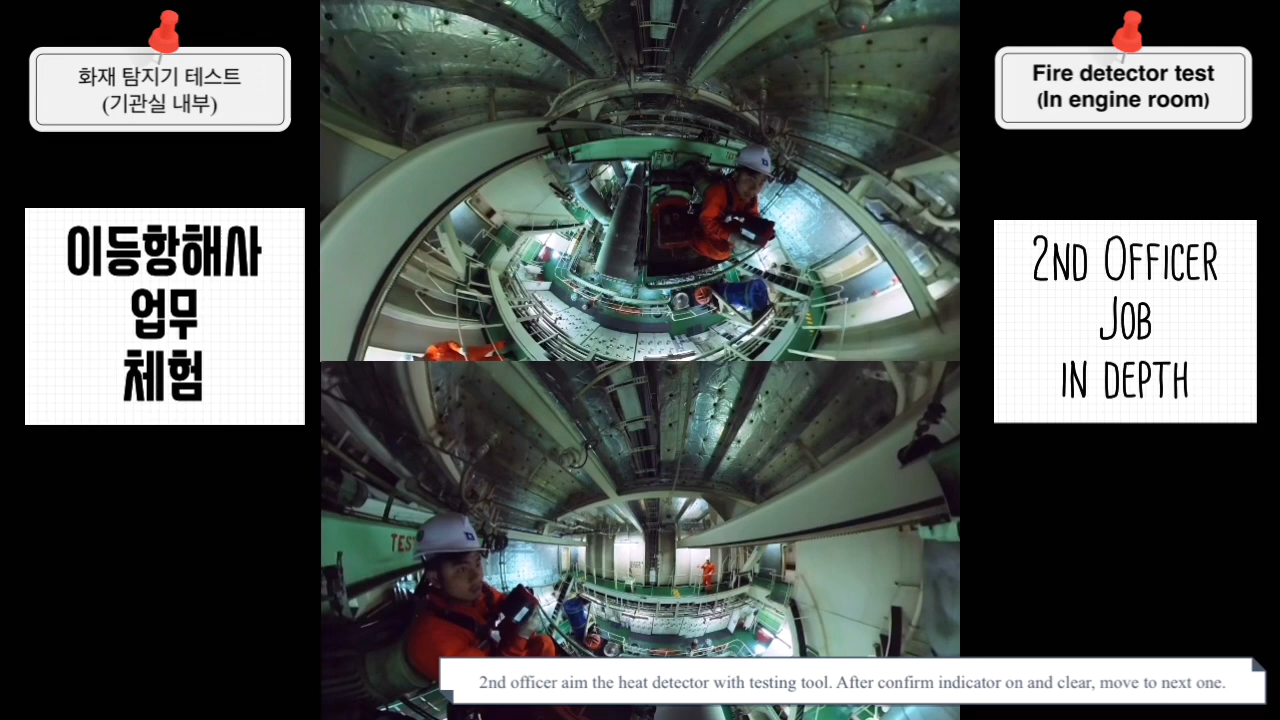 화재 탐지기 테스트
(기관실 내부)
Fire detector test
(In engine room)
이등항해사
업무
체험
2nd Officer
Job
in depth
TES
2nd officer aim the heat detector with testing tool. After confirm indicator on and clear, move to next one.